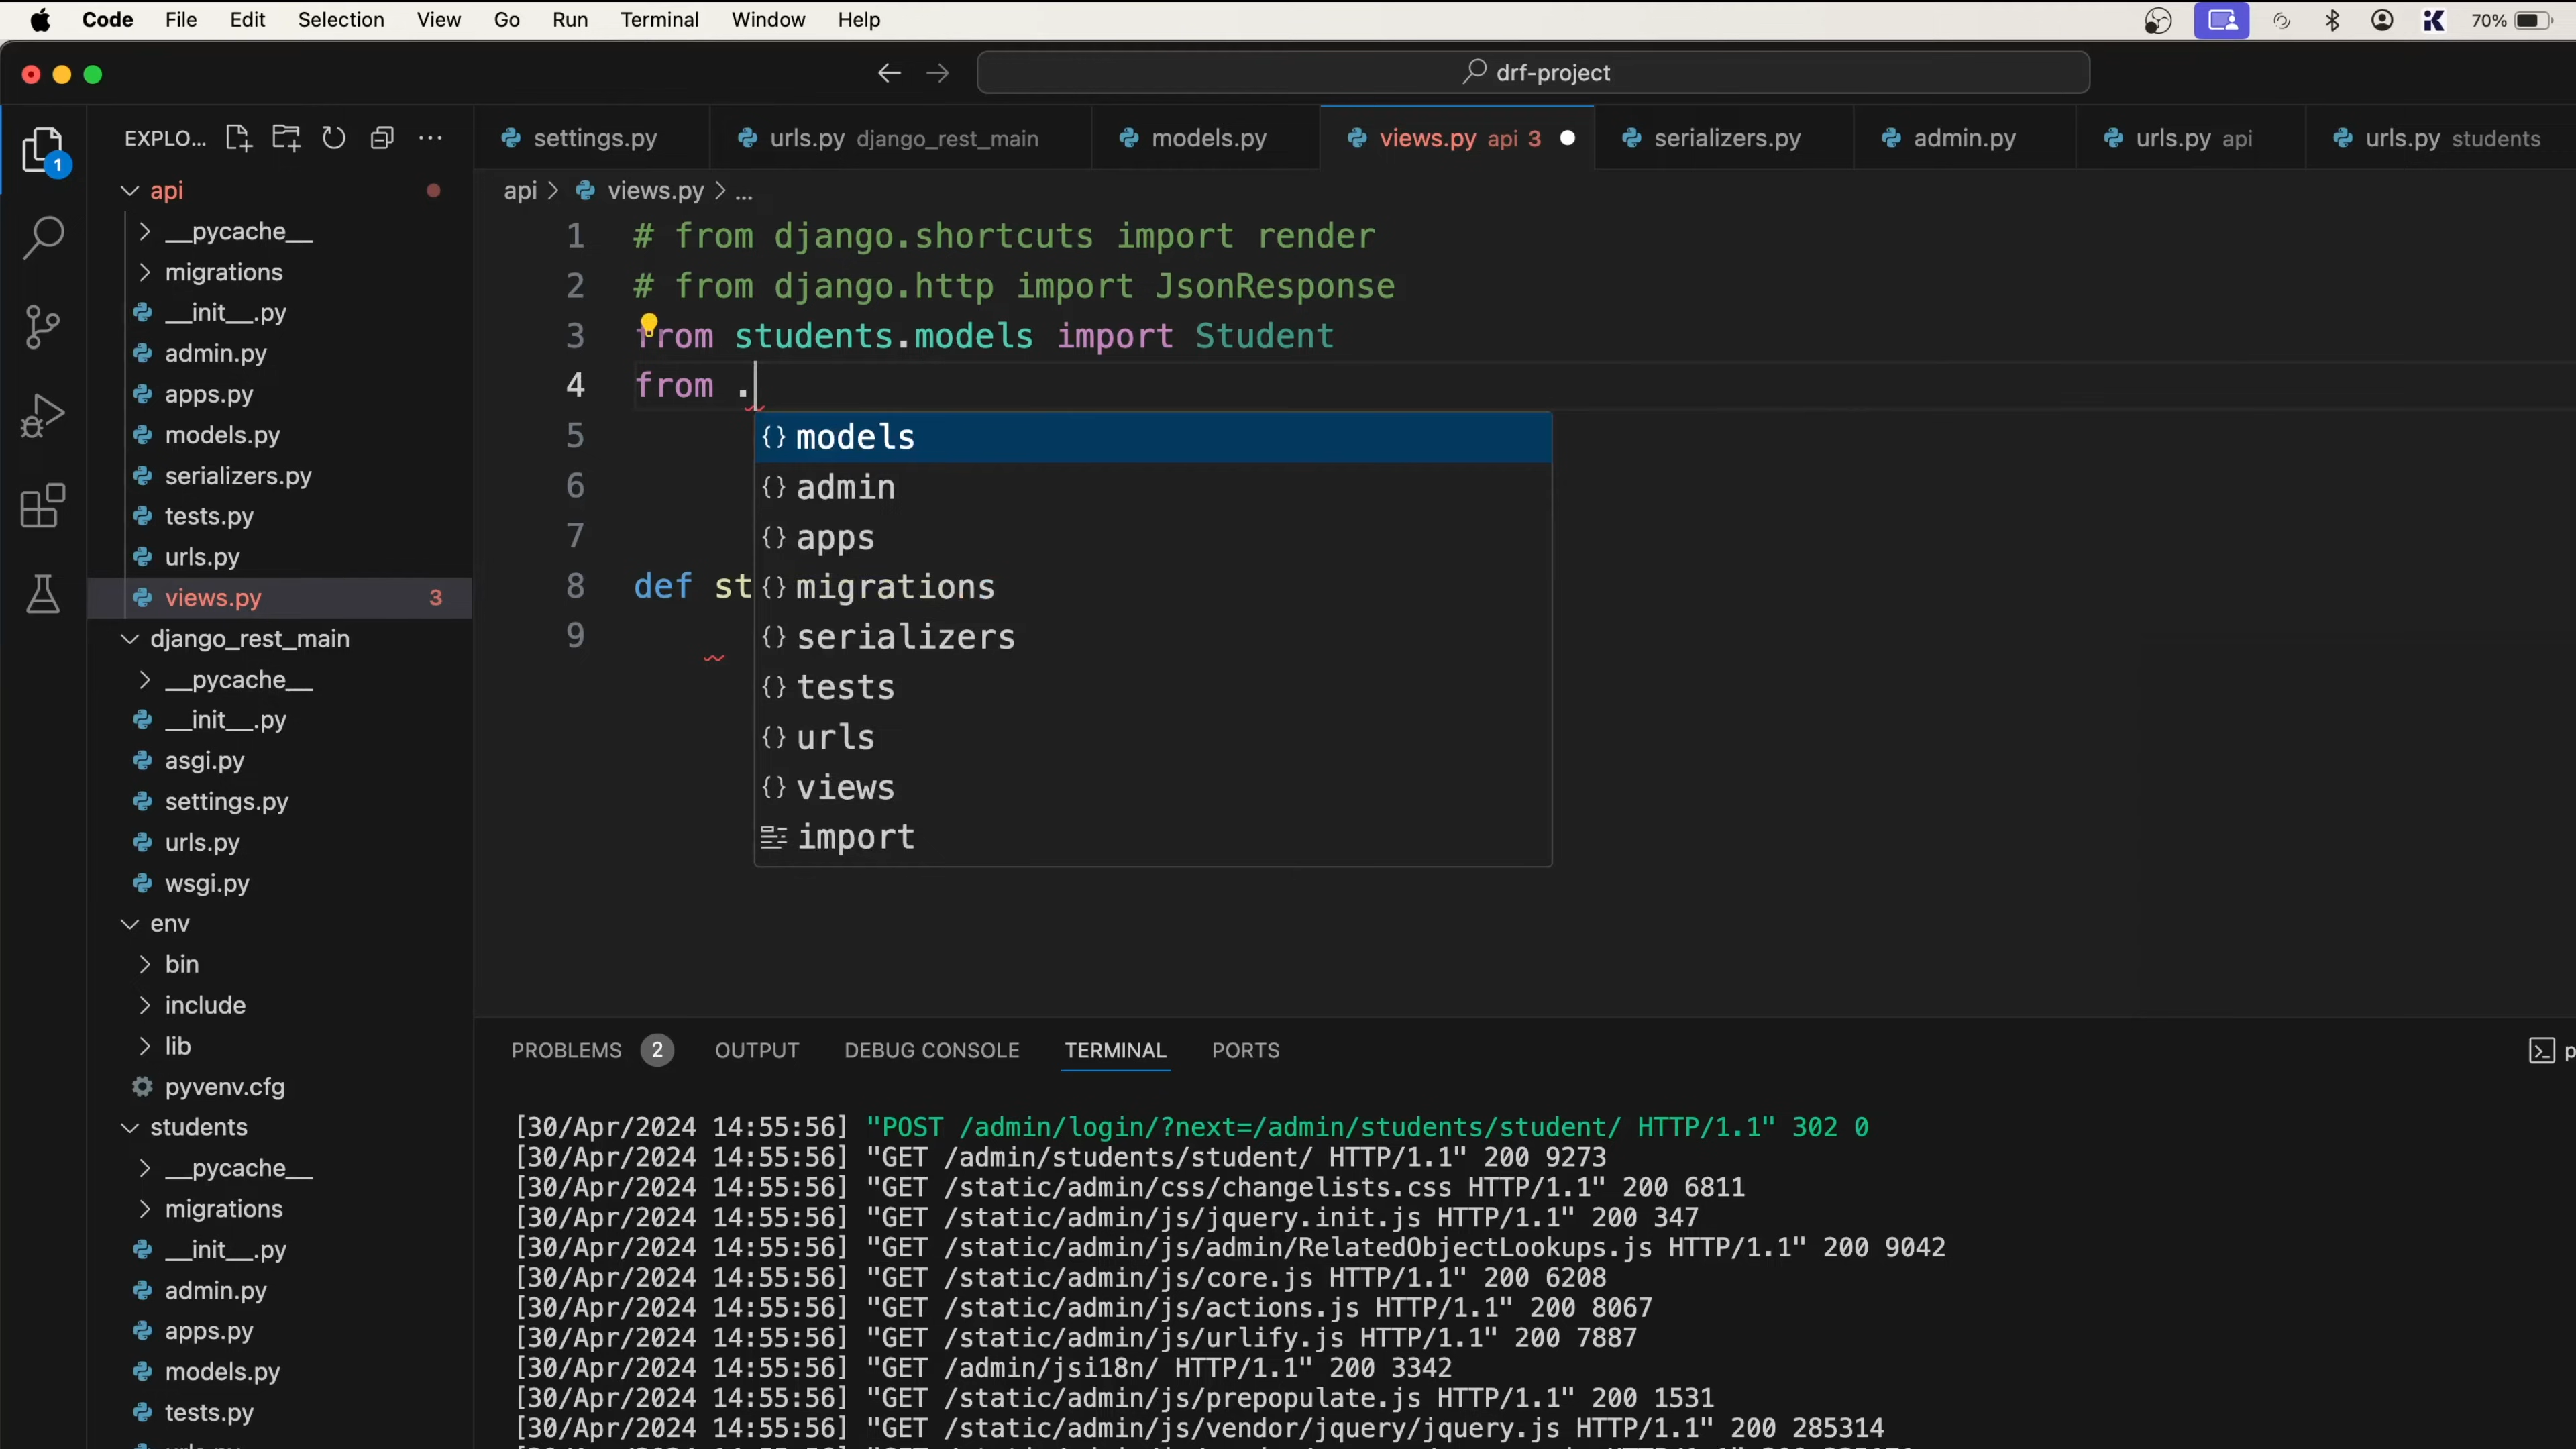 Code File Edit Selection View Go Run Terminal Window Help 70%
drf-project
EXPLO...
1
api
__pycache__
migrations
__init__.py
admin.py
apps.py
models.py
serializers.py
tests.py
urls.py
views.py 3
django_rest_main
__pycache__
__init__.py
asgi.py
settings.py
urls.py
wsgi.py
env
bin
include
lib
pyvenv.cfg
students
__pycache__
migrations
__init__.py
admin.py
apps.py
models.py
tests.py
settings.py urls.py django_rest_main models.py views.py api 3 serializers.py admin.py urls.py api urls.py students
api > views.py > ...
1 # from django.shortcuts import render
2 # from django.http import JsonResponse
3 from students.models import Student
4 from .
5
6
7
8 def st
9
models
admin
apps
migrations
serializers
tests
urls
views
import
PROBLEMS 2 OUTPUT DEBUG CONSOLE TERMINAL PORTS
[30/Apr/2024 14:55:56] "POST /admin/login/?next=/admin/students/student/ HTTP/1.1" 302 0
[30/Apr/2024 14:55:56] "GET /admin/students/student/ HTTP/1.1" 200 9273
[30/Apr/2024 14:55:56] "GET /static/admin/css/changelists.css HTTP/1.1" 200 6811
[30/Apr/2024 14:55:56] "GET /static/admin/js/jquery.init.js HTTP/1.1" 200 347
[30/Apr/2024 14:55:56] "GET /static/admin/js/admin/RelatedObjectLookups.js HTTP/1.1" 200 9042
[30/Apr/2024 14:55:56] "GET /static/admin/js/core.js HTTP/1.1" 200 6208
[30/Apr/2024 14:55:56] "GET /static/admin/js/actions.js HTTP/1.1" 200 8067
[30/Apr/2024 14:55:56] "GET /static/admin/js/urlify.js HTTP/1.1" 200 7887
[30/Apr/2024 14:55:56] "GET /admin/jsi18n/ HTTP/1.1" 200 3342
[30/Apr/2024 14:55:56] "GET /static/admin/js/prepopulate.js HTTP/1.1" 200 1531
[30/Apr/2024 14:55:56] "GET /static/admin/js/vendor/jquery/jquery.js HTTP/1.1" 200 285314